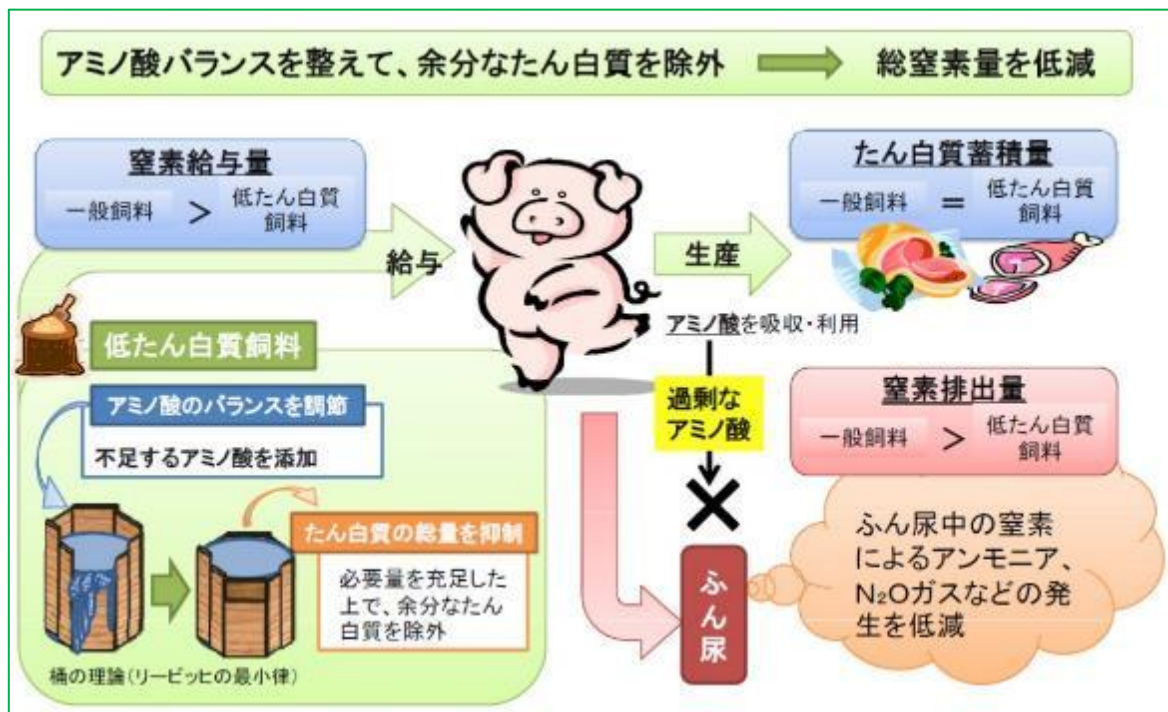 アミノ酸バランスを整えて、余分なたん白質を除外
総窒素量を低減
窒素給与量
一般飼料 > 低たん白質
飼料
給与
生産
たん白質蓄積量
一般飼料 = 低たん白質
飼料
アミノ酸を吸収・利用
低たん白質飼料
アミノ酸のバランスを調節
不足するアミノ酸を添加
たん白質の総量を抑制
必要量を充足した
上で、余分なたん
白質を除外
桶の理論(リービッヒの最小律)
過剰な
アミノ酸
ふん尿
窒素排出量
一般飼料 > 低たん白質
飼料
ふん尿中の窒素
によるアンモニア、
N₂Oガスなどの発
生を低減